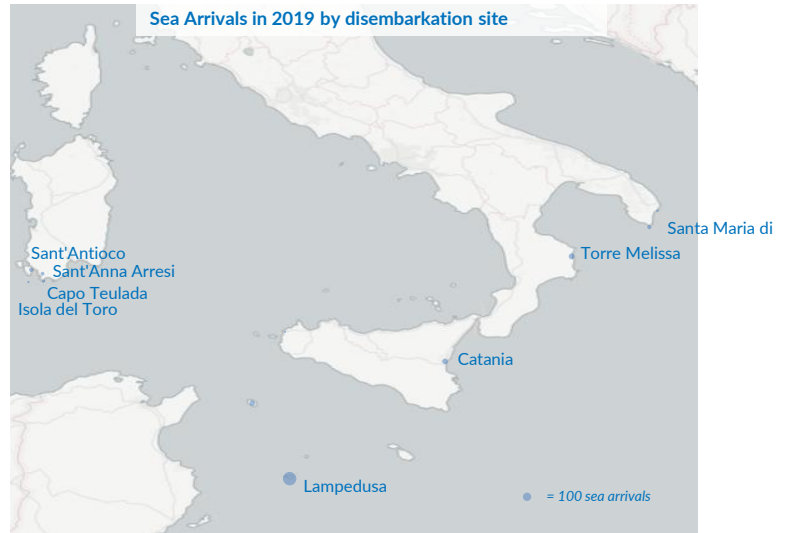 Sea Arrivals in 2019 by disembarkation site
Santa Maria di
Sant'Antioco
Torre Melissa
Sant'Anna Arresi
Capo Teulada
Isola del Toro
Catania
Lampedusa
= 100 sea arrivals